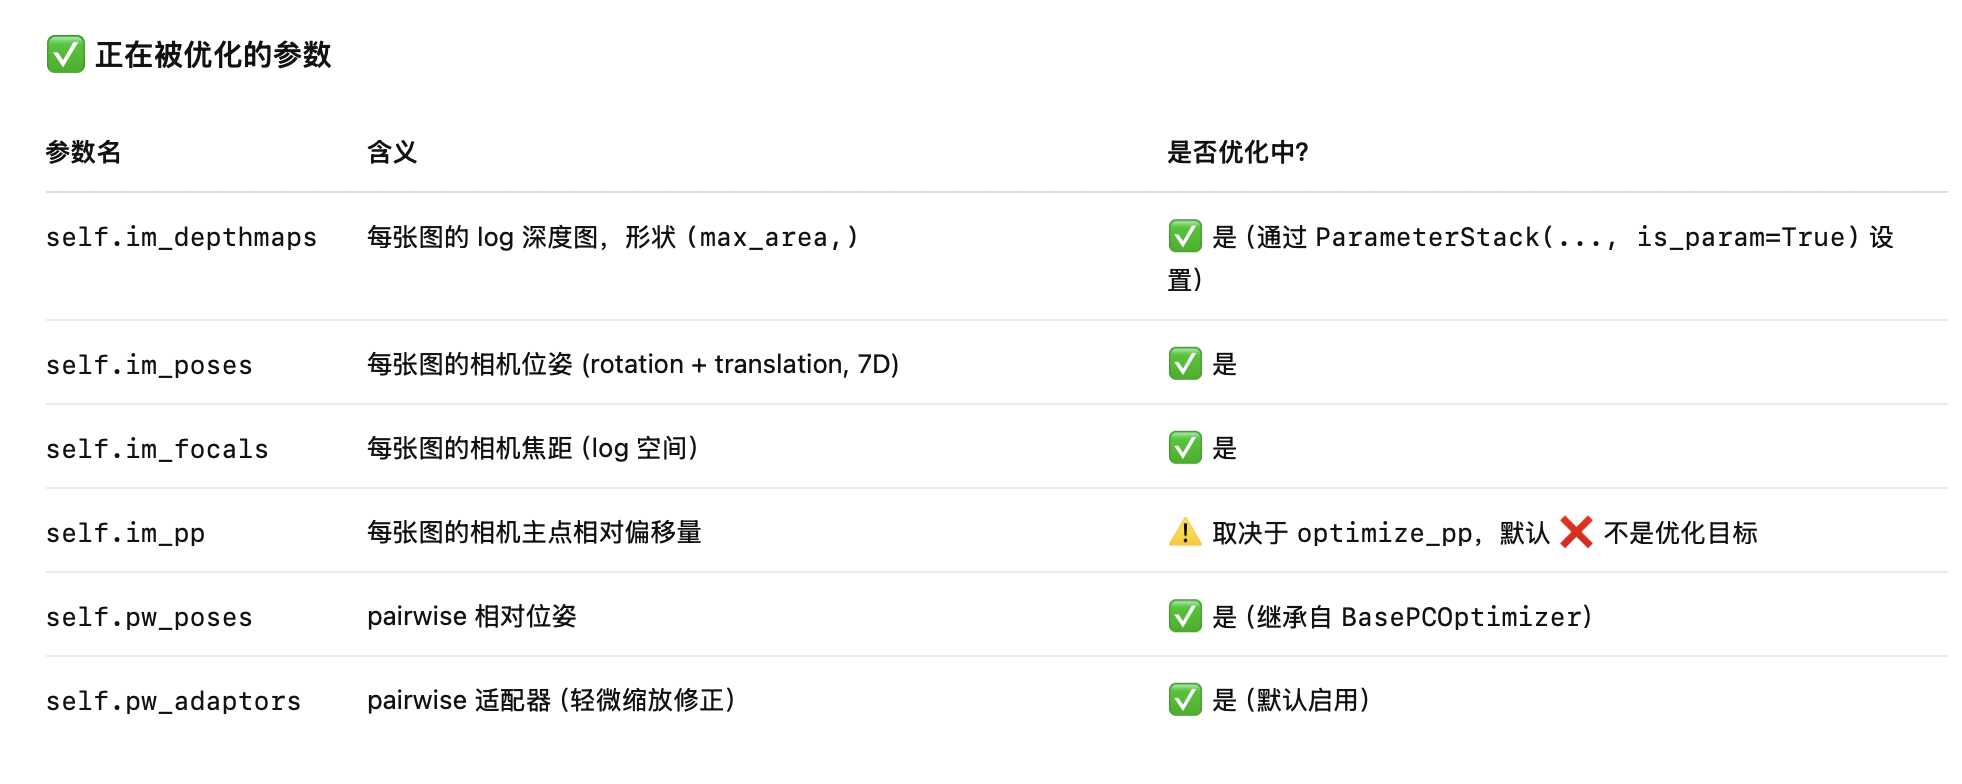 ✅ 正在被优化的参数
参数名 含义 是否优化中?
self.im_depthmaps 每张图的 log 深度图，形状 (max_area,) ✅ 是 (通过 ParameterStack(..., is_param=True) 设
置)
self.im_poses 每张图的相机位姿 (rotation + translation, 7D) ✅ 是
self.im_focals 每张图的相机焦距 (log 空间) ✅ 是
self.im_pp 每张图的相机主点相对偏移量 ⚠️ 取决于 optimize_pp，默认 ❌ 不是优化目标
self.pw_poses pairwise 相对位姿 ✅ 是 (继承自 BasePCOptimizer)
self.pw_adaptors pairwise 适配器 (轻微缩放修正) ✅ 是 (默认启用)